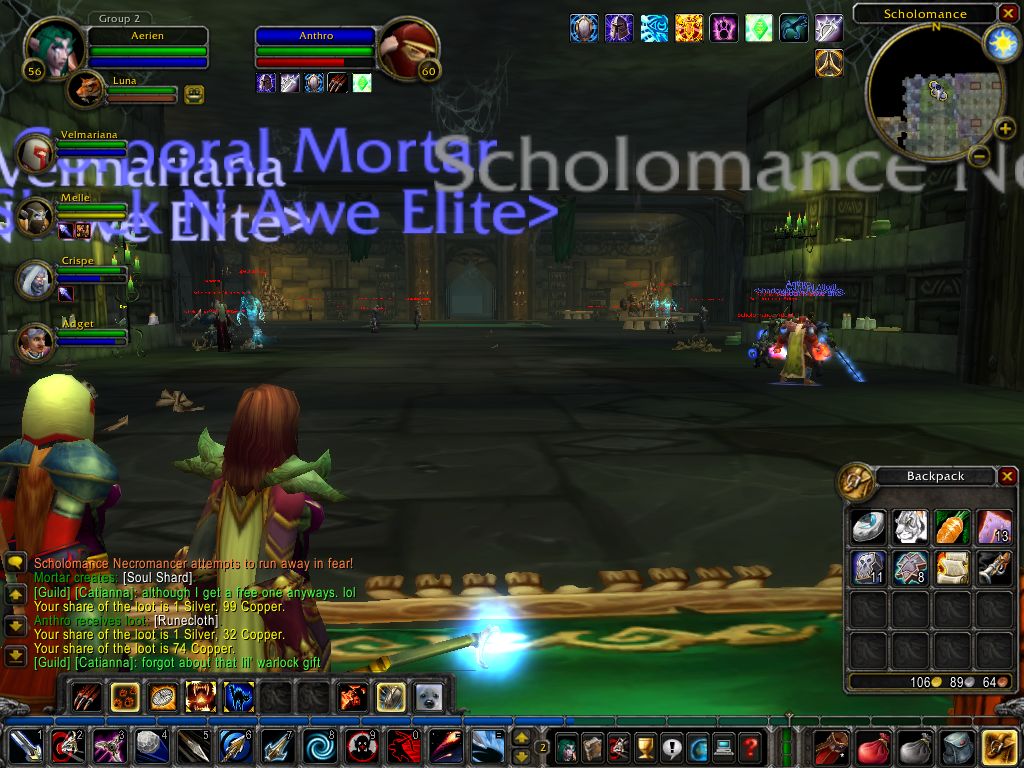 Group 2
Aerien
56
Luna
Anthro
60
Scholomance
N
Velmariana
Melle
Crispe
Adget
poral Mortar
Velmariana
Scholomance Ne
N Awe Elite>
we Elite>
Anthro
Backpack
13
11
8
106 89 64
Scholomance Necromancer attempts to run away in fear!
Mortar creates: [Soul Shard].
[Guild] [Catianna]: although I get a free one anyways. lol
Your share of the loot is 1 Silver, 99 Copper.
Anthro receives loot: [Runecloth].
Your share of the loot is 1 Silver, 32 Copper.
Your share of the loot is 74 Copper.
[Guild] [Catianna]: forgot about that lil' warlock gift
1 2 3 4 5 6 7 8 9 0 E
2